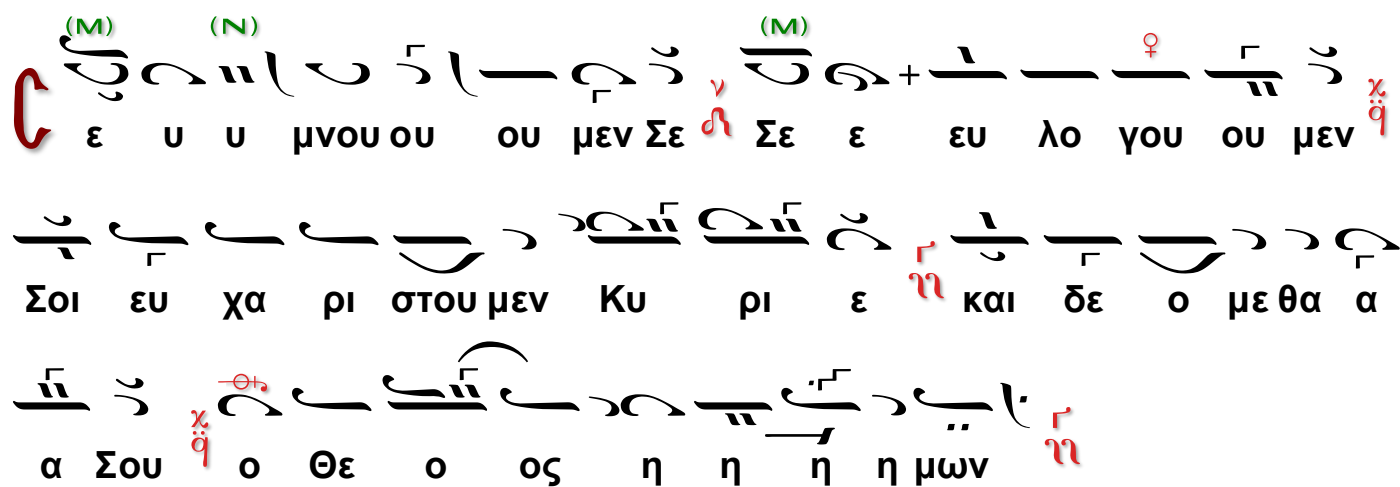 (Μ) (Ν) (Μ)
ε υ υ μνου ου ου μεν Σε Σε ε ευ λο γου ου μεν
Σοι ευ χα ρι στου μεν Κυ ρι ε και δε ο με θα α
α Σου ο Θε ο ος η η η η μων